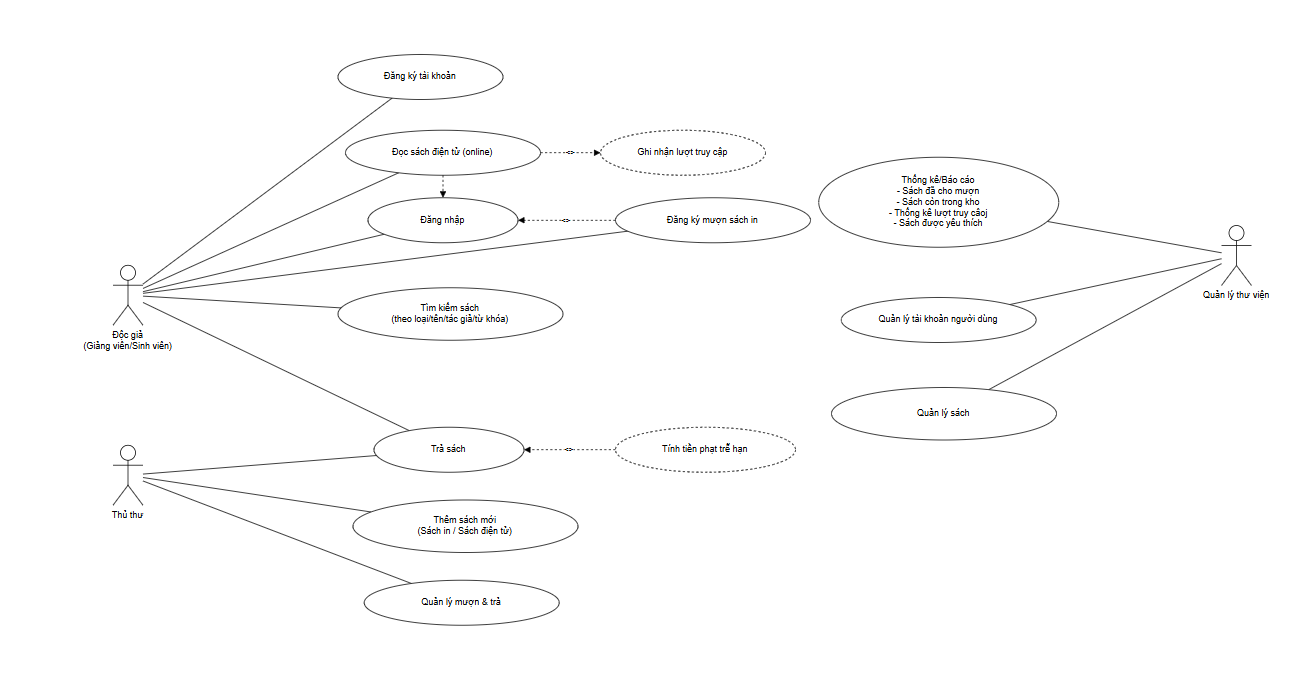 Đăng ký tài khoản
Đọc sách điện tử (online)
<>
Ghi nhận lượt truy cập
Thống kê/Báo cáo
- Sách đã cho mượn
- Sách còn trong kho
- Thống kê lượt truy câọj
- Sách được yêu thích
Đăng nhập
<>
Đăng ký mượn sách in
Quản lý thư viện
Tìm kiếm sách
(theo loại/tên/tác giả/từ khóa)
Quản lý tài khoản người dùng
Độc giả
(Giảng viên/Sinh viên)
Quản lý sách
Trả sách
<>
Tính tiền phạt trễ hạn
Thủ thư
Thêm sách mới
(Sách in / Sách điện tử)
Quản lý mượn & trả